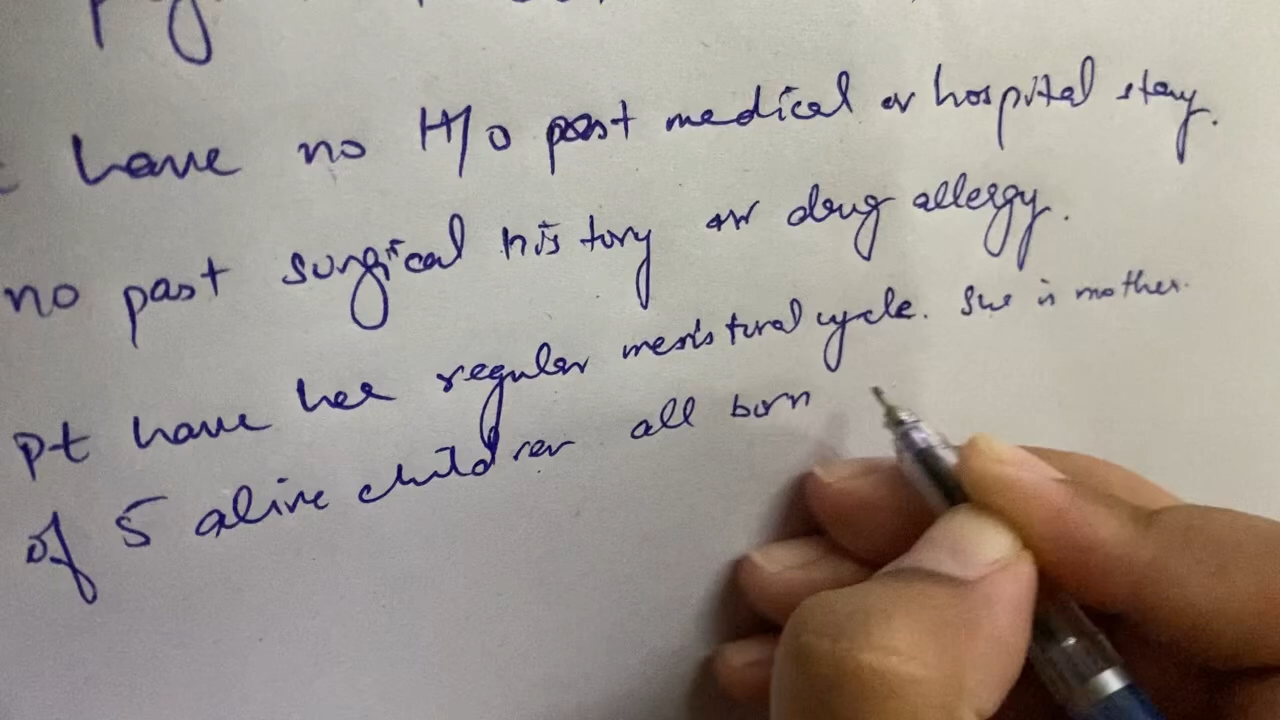 have no H/o past medical or hospital stay.
no past surgical history or drug allergy.
pt have her regular menstural cycle. She is mother
of 5 alive children all born